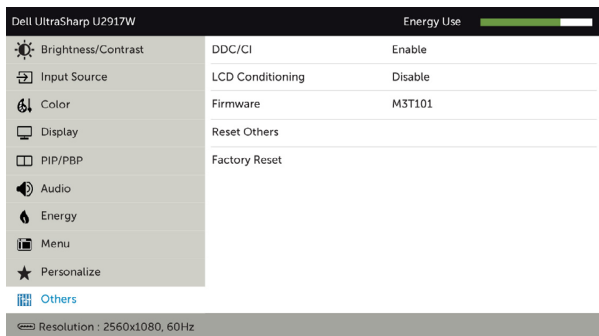 Dell UltraSharp U2917W Energy Use
Brightness/Contrast DDC/CI Enable
Input Source LCD Conditioning Disable
Color Firmware M3T101
Display Reset Others
PIP/PBP Factory Reset
Audio
Energy
Menu
Personalize
Others
Resolution : 2560x1080, 60Hz